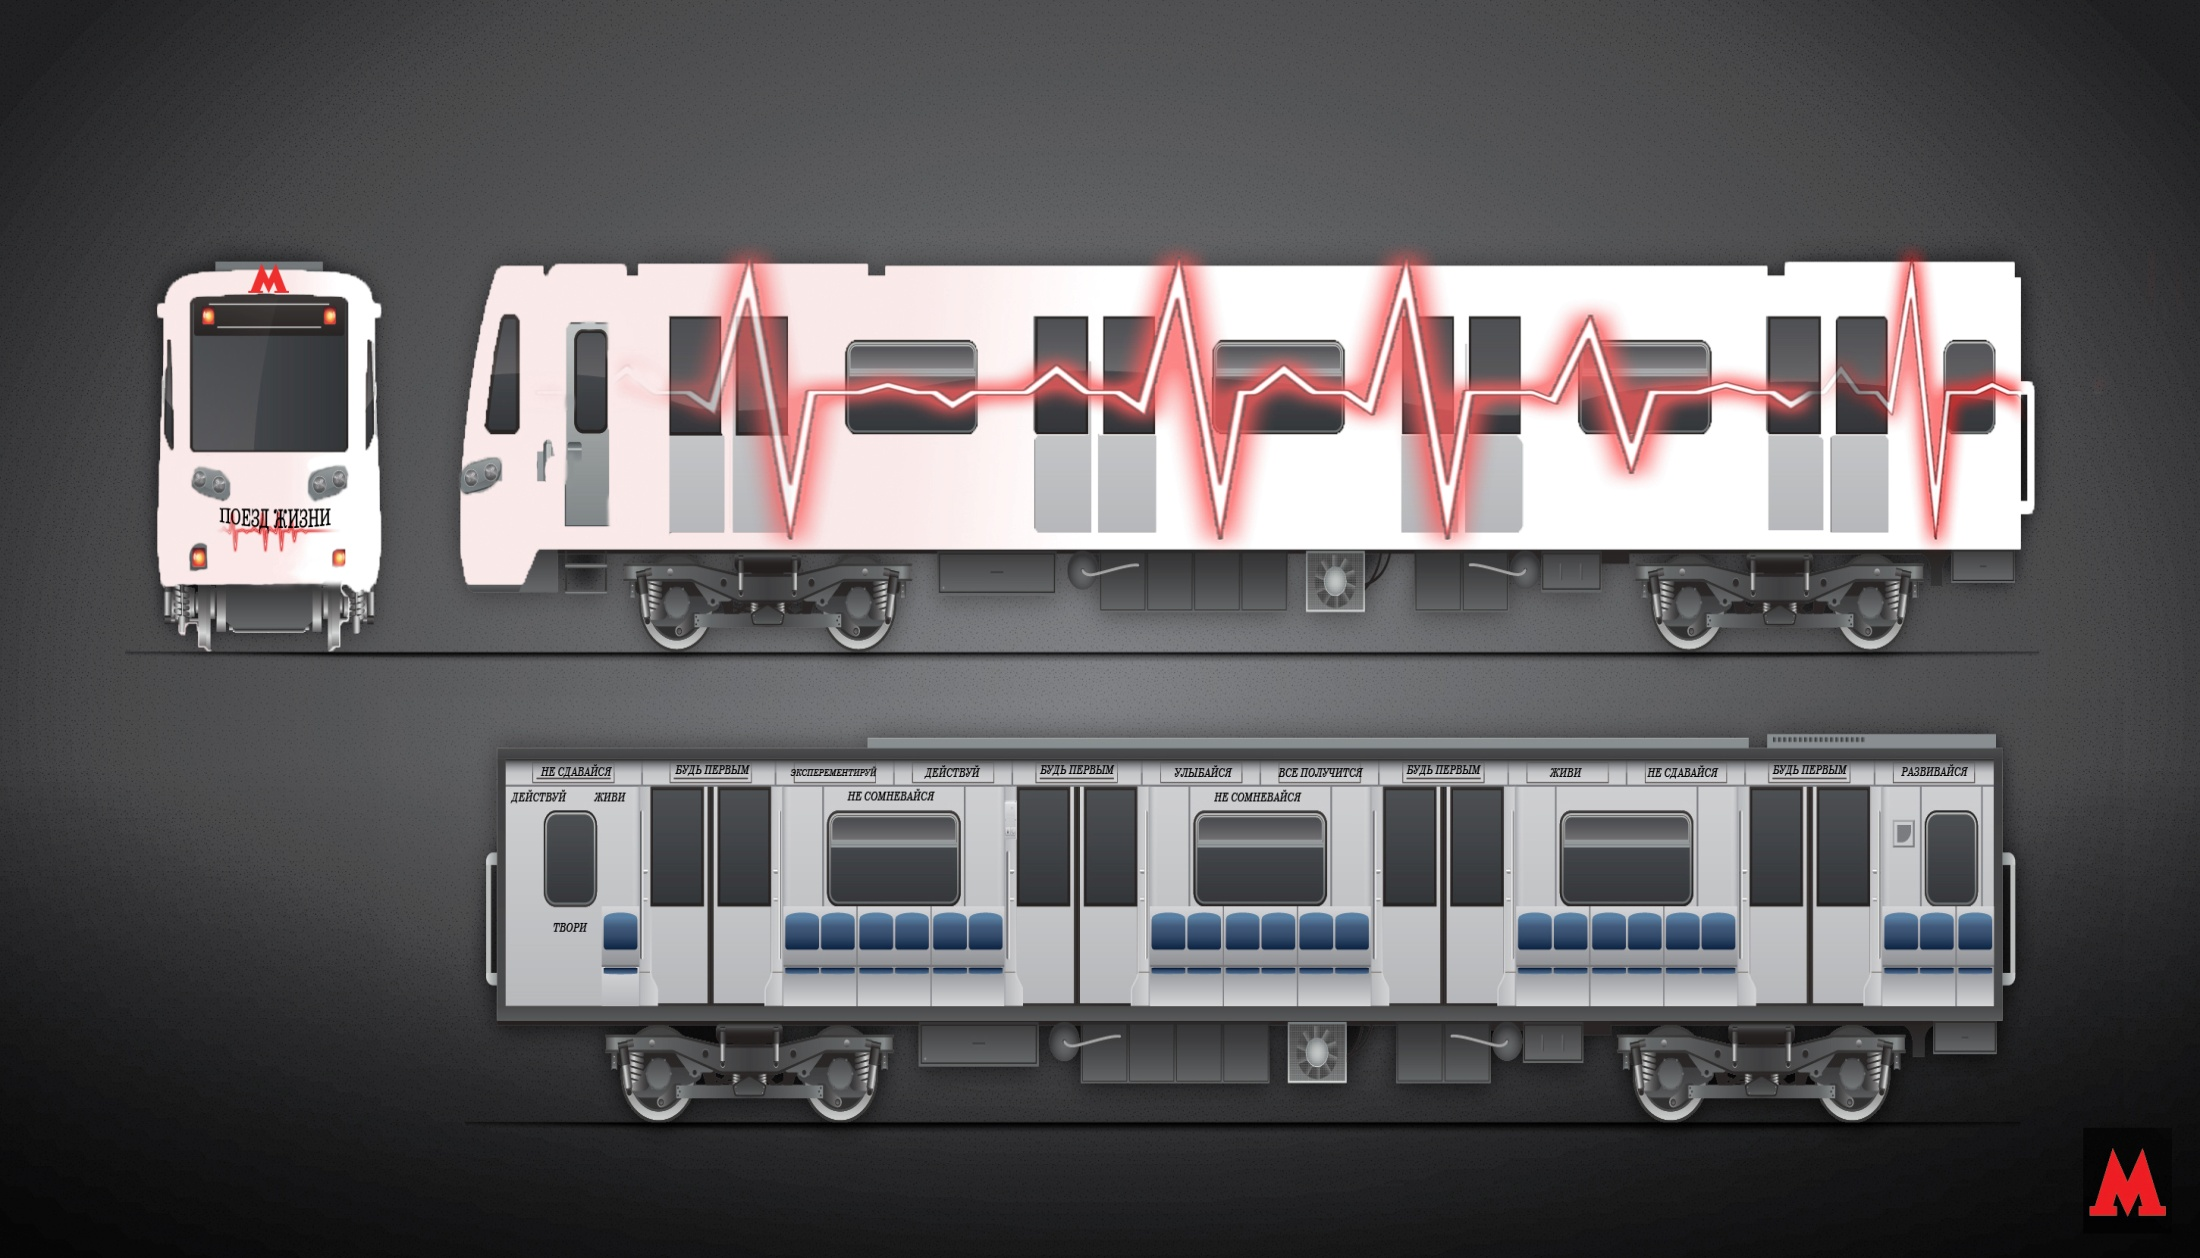 М
ПОЕЗД ЖИЗНИ
НЕ СДАВАЙСЯ
БУДЬ ПЕРВЫМ
ЭКСПЕРЕМЕНТИРУЙ
ДЕЙСТВУЙ
БУДЬ ПЕРВЫМ
УЛЫБАЙСЯ
ВСЕ ПОЛУЧИТСЯ
БУДЬ ПЕРВЫМ
ЖИВИ
НЕ СДАВАЙСЯ
БУДЬ ПЕРВЫМ
РАЗВИВАЙСЯ
ДЕЙСТВУЙ
ЖИВИ
НЕ СОМНЕВАЙСЯ
НЕ СОМНЕВАЙСЯ
ТВОРИ
М